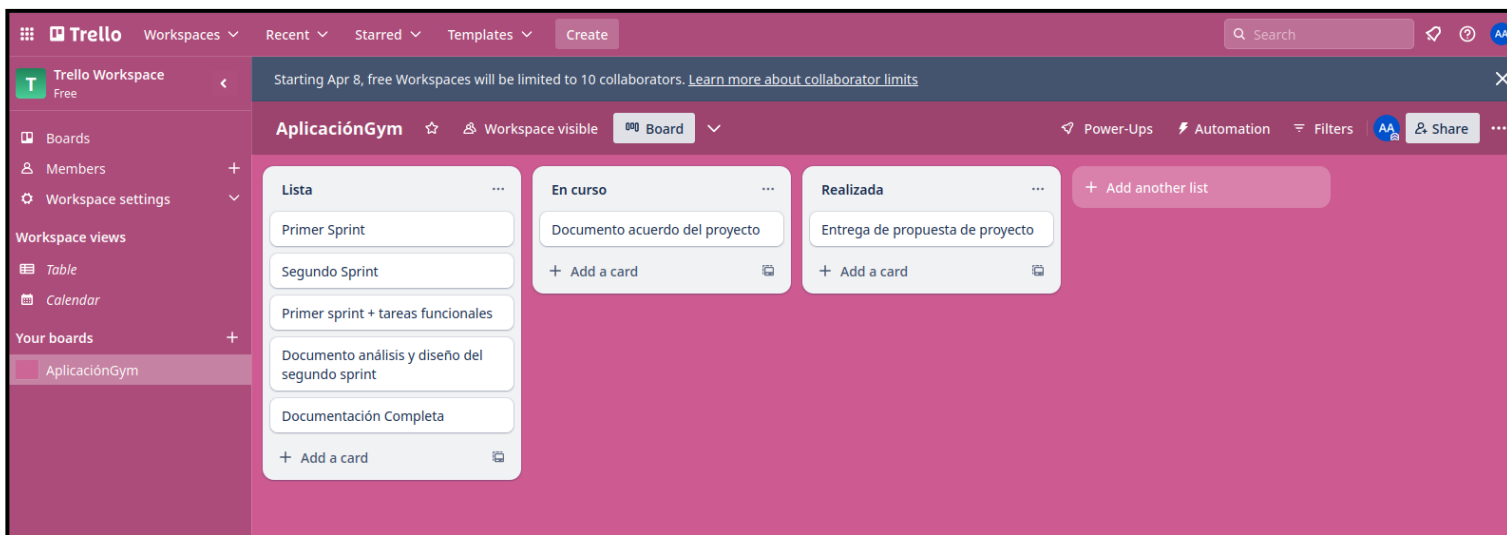 Trello Workspaces Recent Starred Templates Create Search AA
T Trello Workspace
Free
Starting Apr 8, free Workspaces will be limited to 10 collaborators. Learn more about collaborator limits
Boards
Members
Workspace settings
Workspace views
Table
Calendar
Your boards
AplicaciónGym
AplicaciónGym Workspace visible Board Power-Ups Automation Filters AA Share
Lista
Primer Sprint
Segundo Sprint
Primer sprint + tareas funcionales
Documento análisis y diseño del
segundo sprint
Documentación Completa
+ Add a card
En curso
Documento acuerdo del proyecto
+ Add a card
Realizada
Entrega de propuesta de proyecto
+ Add a card
+ Add another list